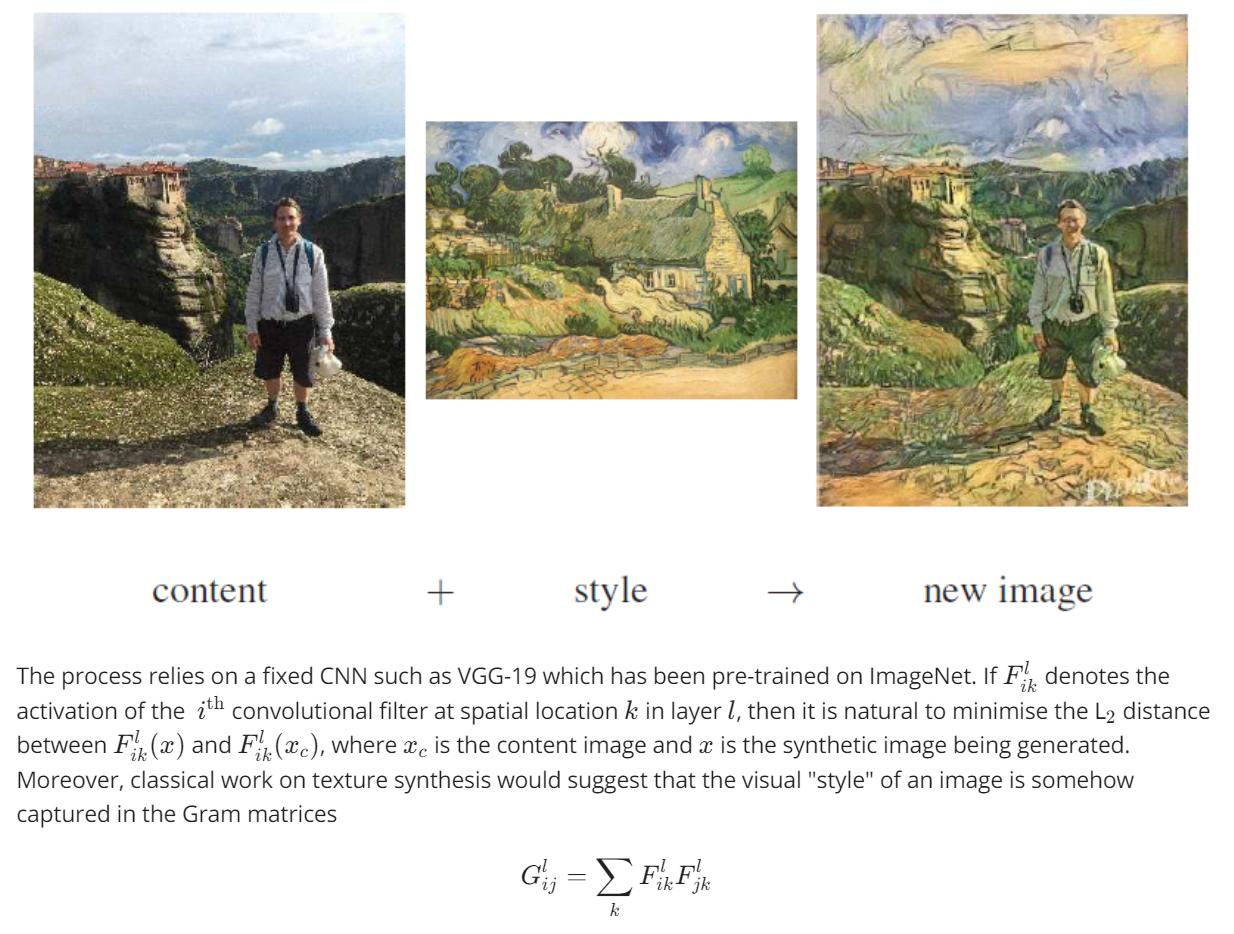 content + style → new image
The process relies on a fixed CNN such as VGG-19 which has been pre-trained on ImageNet. If $F^l_{ik}$ denotes the
activation of the $i^{\text{th}}$ convolutional filter at spatial location $k$ in layer $l$, then it is natural to minimise the L$_2$ distance
between $F^l_{ik}(x)$ and $F^l_{ik}(x_c)$, where $x_c$ is the content image and $x$ is the synthetic image being generated.
Moreover, classical work on texture synthesis would suggest that the visual "style" of an image is somehow
captured in the Gram matrices
$G^l_{ij} = \sum_k F^l_{ik} F^l_{jk}$